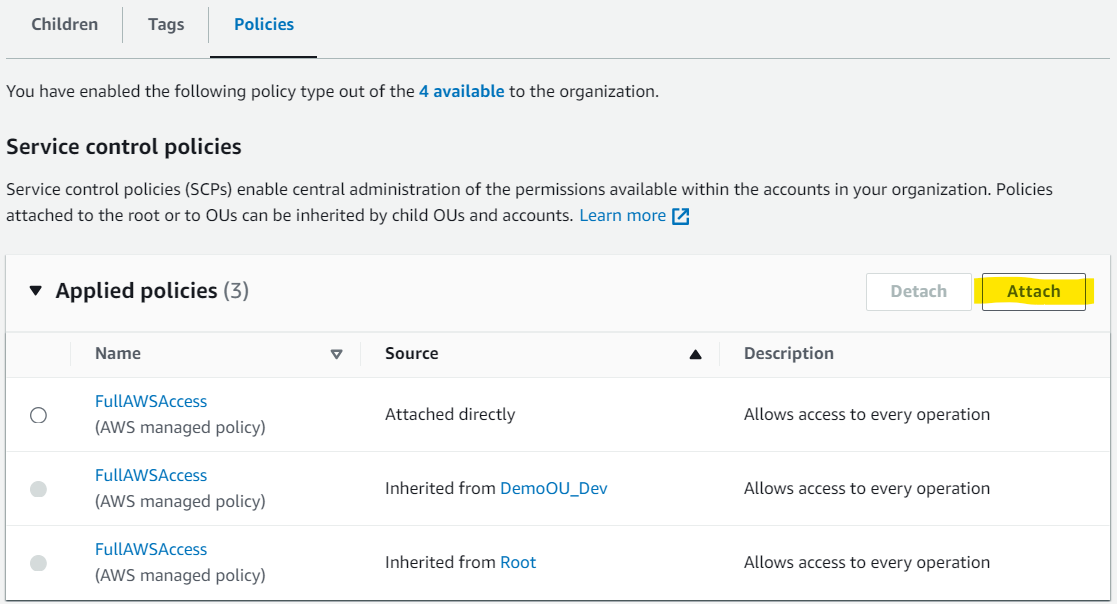 Children
Tags
Policies
You have enabled the following policy type out of the 4 available to the organization.
Service control policies
Service control policies (SCPs) enable central administration of the permissions available within the accounts in your organization. Policies
attached to the root or to OUs can be inherited by child OUs and accounts. Learn more
Applied policies (3)
Detach
Attach
Name
Source
Description
FullAWSAccess
(AWS managed policy)
Attached directly
Allows access to every operation
FullAWSAccess
(AWS managed policy)
Inherited from DemoOU_Dev
Allows access to every operation
FullAWSAccess
(AWS managed policy)
Inherited from Root
Allows access to every operation